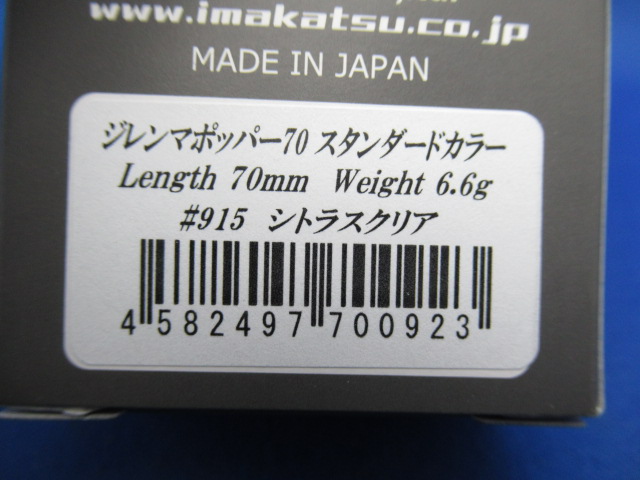 www.imakatsu.co.jp
MADE IN JAPAN
ジレンマポッパー70 スタンダードカラー
Length 70mm Weight 6.6g
#915 シトラスクリア
4 582497 700923